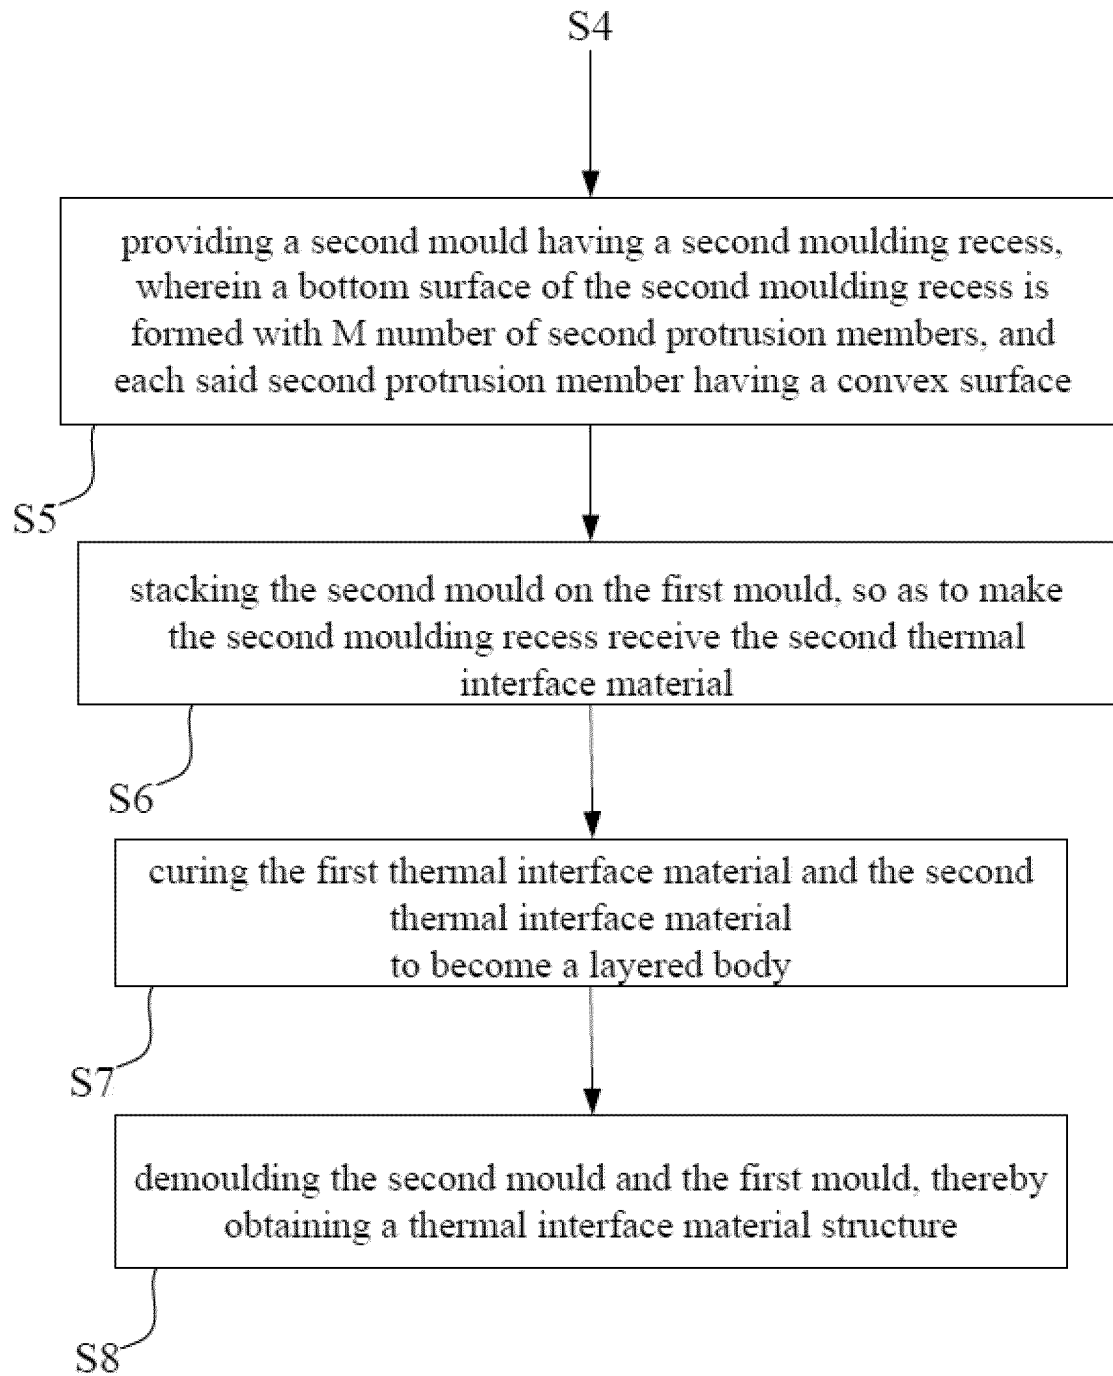 S4
providing a second mould having a second moulding recess,
wherein a bottom surface of the second moulding recess is
formed with M number of second protrusion members, and
each said second protrusion member having a convex surface
S5
stacking the second mould on the first mould, so as to make
the second moulding recess receive the second thermal
interface material
S6
curing the first thermal interface material and the second
thermal interface material
to become a layered body
S7
demoulding the second mould and the first mould, thereby
obtaining a thermal interface material structure
S8